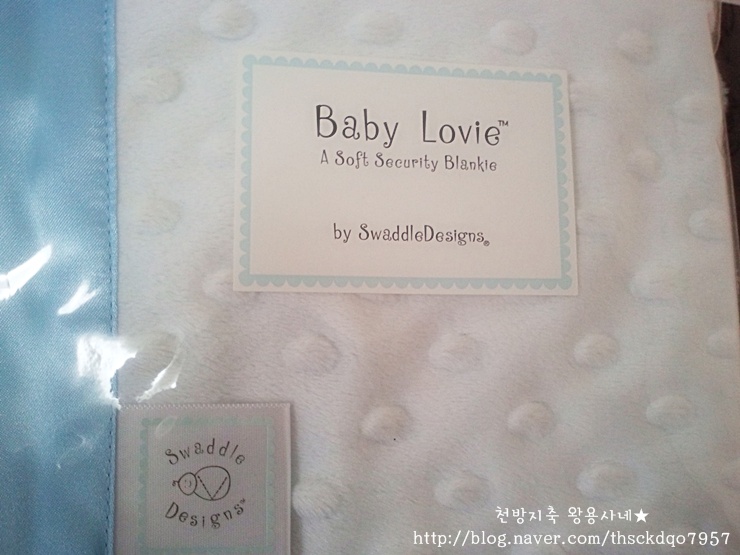 Baby Lovie™
A Soft Security Blankie
by SwaddleDesigns®
Swaddle
Designs™
천방지축 왕용사네★
http://blog.naver.com/thsckdqo7957